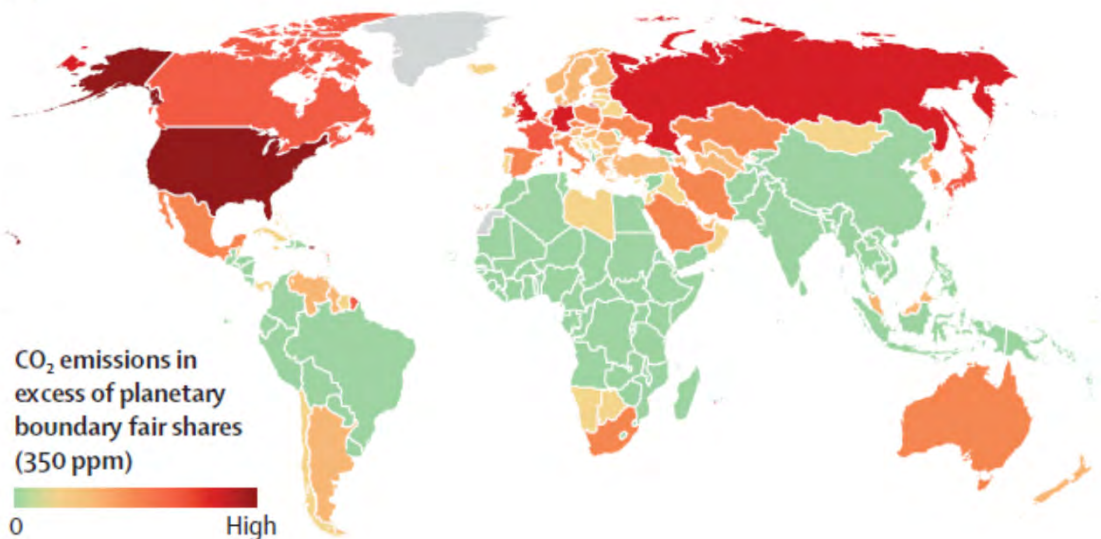 CO₂ emissions in
excess of planetary
boundary fair shares
(350 ppm)
0 High